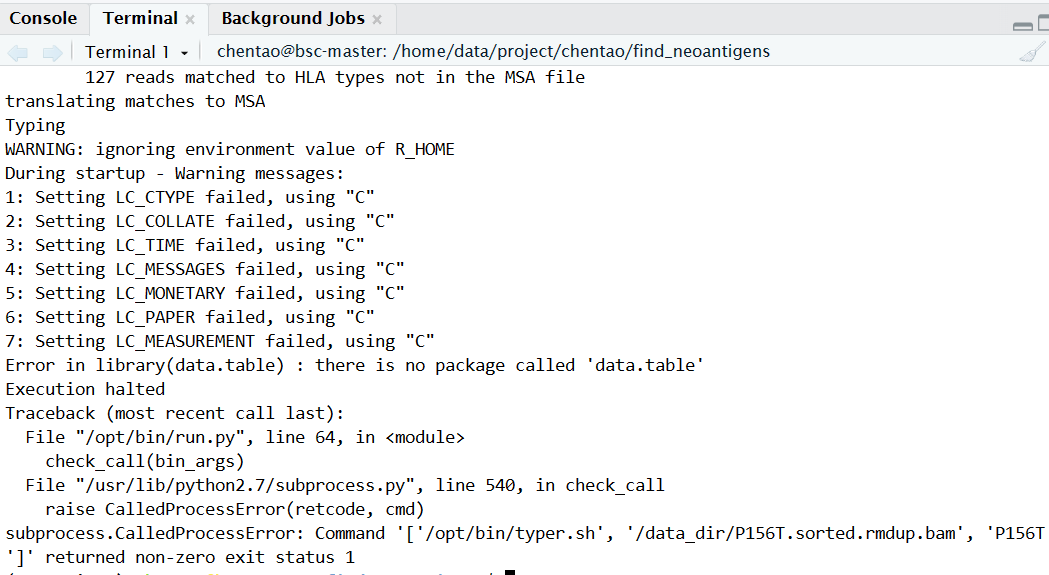 Console Terminal × Background Jobs ×
Terminal 1 chentao@bsc-master: /home/data/project/chentao/find_neoantigens
127 reads matched to HLA types not in the MSA file
translating matches to MSA
Typing
WARNING: ignoring environment value of R_HOME
During startup - Warning messages:
1: Setting LC_CTYPE failed, using "C"
2: Setting LC_COLLATE failed, using "C"
3: Setting LC_TIME failed, using "C"
4: Setting LC_MESSAGES failed, using "C"
5: Setting LC_MONETARY failed, using "C"
6: Setting LC_PAPER failed, using "C"
7: Setting LC_MEASUREMENT failed, using "C"
Error in library(data.table) : there is no package called 'data.table'
Execution halted
Traceback (most recent call last):
File "/opt/bin/run.py", line 64, in <module>
check_call(bin_args)
File "/usr/lib/python2.7/subprocess.py", line 540, in check_call
raise CalledProcessError(retcode, cmd)
subprocess.CalledProcessError: Command '['/opt/bin/typer.sh', '/data_dir/P156T.sorted.rmdup.bam', 'P156T
']' returned non-zero exit status 1